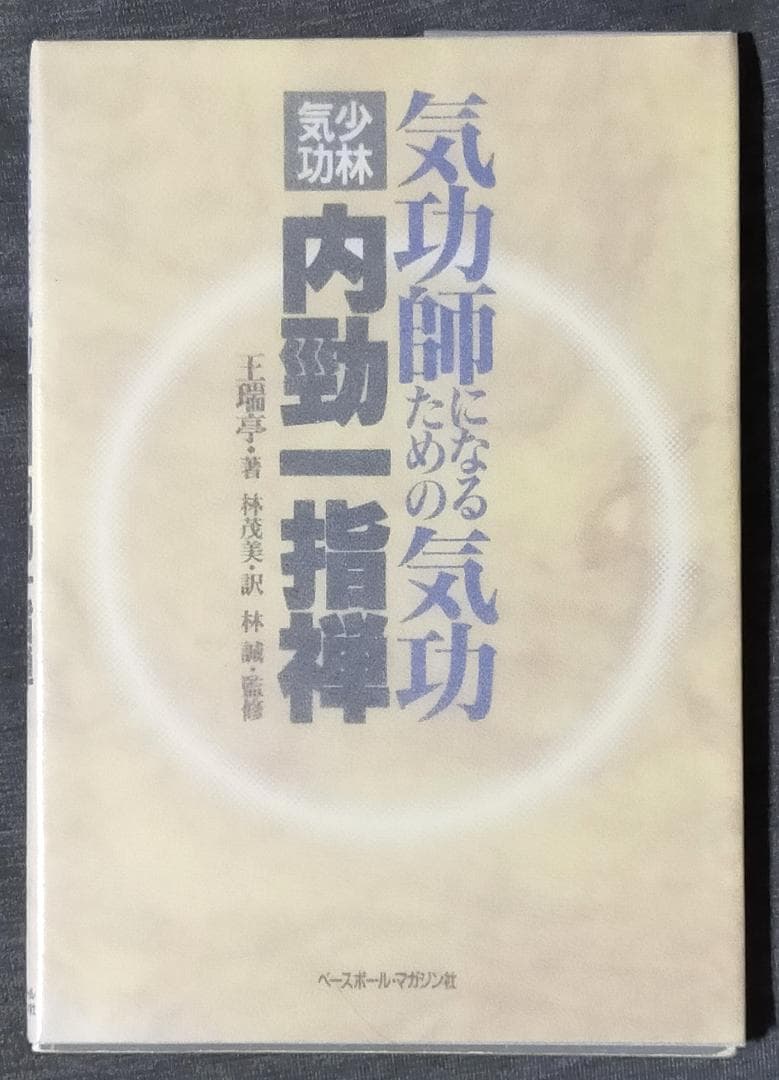 気功師になるための気功
少林気功
内勁一指禅
王瑞亭・著 林茂美・訳 林誠・監修
ベースボール・マガジン社